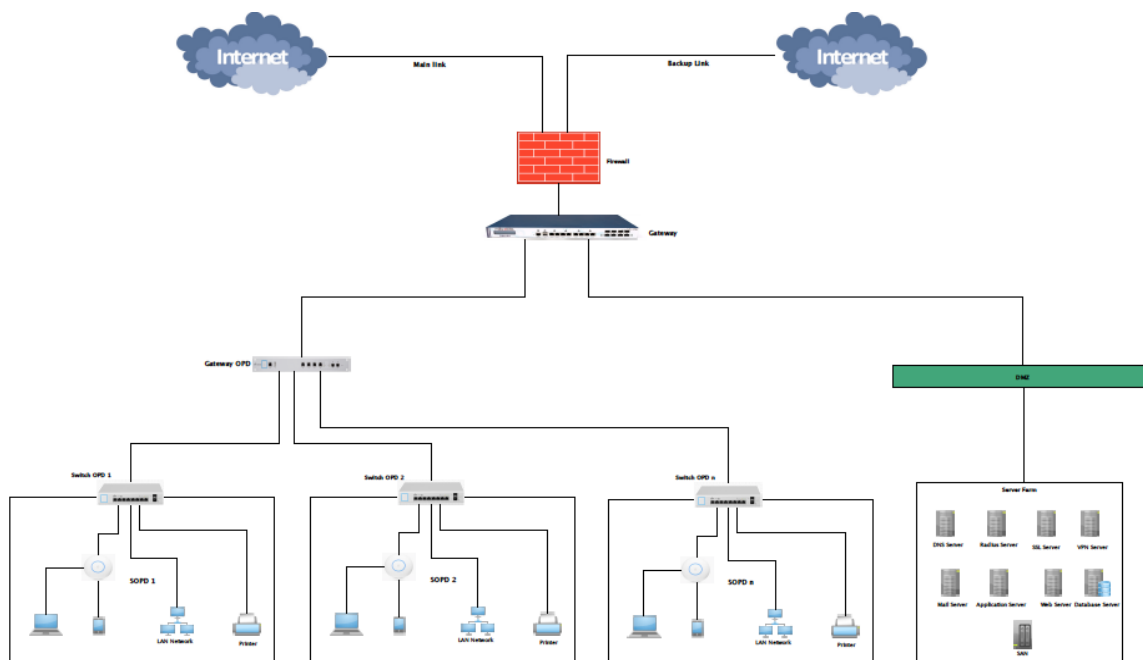 Internet
Internet
Main link
Backup Link
Firewall
Gateway
Gateway OPD
DMZ
Switch OPD 1
Switch OPD 2
Switch OPD n
Server Farm
DNS Server
Radius Server
SSL Server
VPN Server
SOPD 1
SOPD 2
SOPD n
Mail Server
Application Server
Web Server
Database Server
LAN Network
Printer
LAN Network
Printer
LAN Network
Printer
SAN